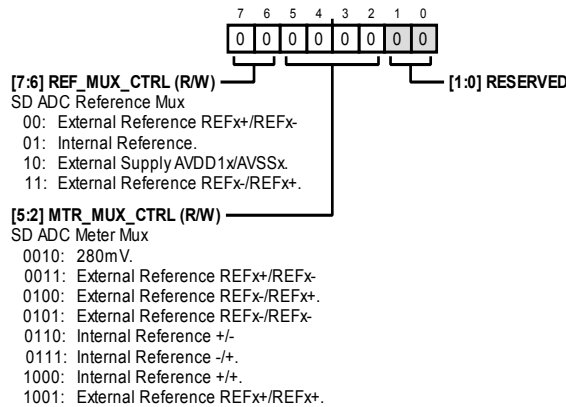 7 6 5 4 3 2 1 0
0 0 0 0 0 0 0 0
[7:6] REF_MUX_CTRL (R/W)
[1:0] RESERVED
SD ADC Reference Mux
00: External Reference REFx+/REFx-
01: Internal Reference.
10: External Supply AVDD1x/AVSSx.
11: External Reference REFx-/REFx+.
[5:2] MTR_MUX_CTRL (R/W)
SD ADC Meter Mux
0010: 280mV.
0011: External Reference REFx+/REFx-
0100: External Reference REFx-/REFx+.
0101: External Reference REFx-/REFx-
0110: Internal Reference +/-
0111: Internal Reference -/+.
1000: Internal Reference +/+.
1001: External Reference REFx+/REFx+.